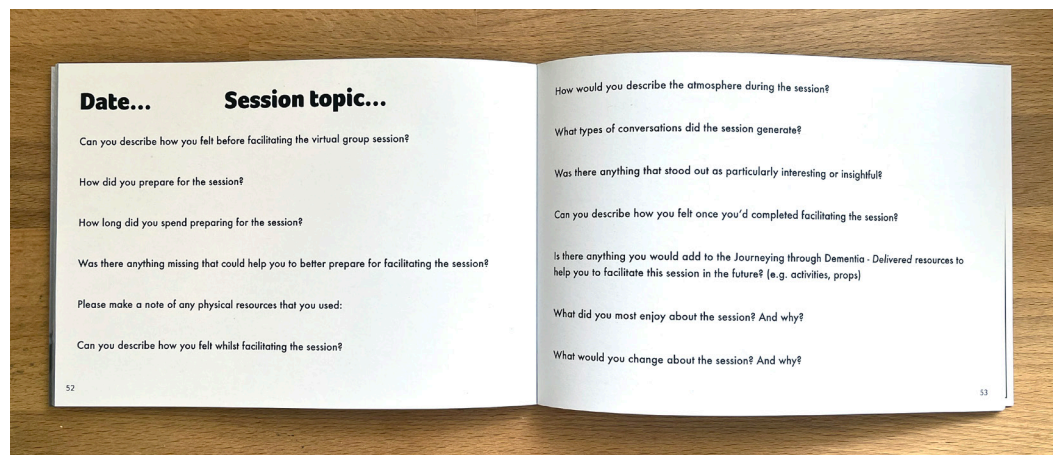 Date...
Session topic...
Can you describe how you felt before facilitating the virtual group session?
How did you prepare for the session?
How long did you spend preparing for the session?
Was there anything missing that could help you to better prepare for facilitating the session?
Please make a note of any physical resources that you used:
Can you describe how you felt whilst facilitating the session?
52
How would you describe the atmosphere during the session?
What types of conversations did the session generate?
Was there anything that stood out as particularly interesting or insightful?
Can you describe how you felt once you'd completed facilitating the session?
Is there anything you would add to the Journeying through Dementia - Delivered resources to
help you to facilitate this session in the future? (e.g. activities, props)
What did you most enjoy about the session? And why?
What would you change about the session? And why?
53